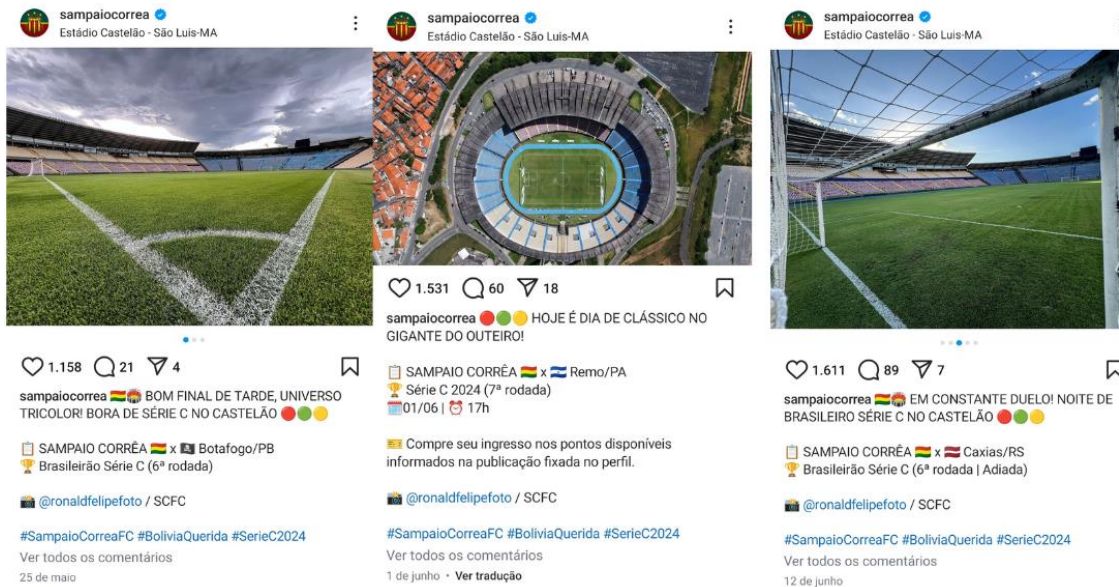 sampaiocorrea
Estádio Castelão - São Luis-MA
1.158 21 4
sampaiocorrea 🇧🇴🏟️ BOM FINAL DE TARDE, UNIVERSO
TRICOLOR! BORA DE SÉRIE C NO CASTELÃO 🔴🟢🟡
📋 SAMPAIO CORRÊA 🇧🇴 x 🏴‍☠️ Botafogo/PB
🏆 Brasileirão Série C (6ª rodada)
📸 @ronaldfelipefoto / SCFC
#SampaioCorreaFC #BoliviaQuerida #SerieC2024
Ver todos os comentários
25 de maio
sampaiocorrea
Estádio Castelão - São Luis-MA
1.531 60 18
sampaiocorrea 🔴🟢🟡 HOJE É DIA DE CLÁSSICO NO
GIGANTE DO OUTEIRO!
📋 SAMPAIO CORRÊA 🇧🇴 x 🇸🇻 Remo/PA
🏆 Série C 2024 (7ª rodada)
🗓️01/06 | ⏰ 17h
🎫 Compre seu ingresso nos pontos disponíveis
informados na publicação fixada no perfil.
📸 @ronaldfelipefoto / SCFC
#SampaioCorreaFC #BoliviaQuerida #SerieC2024
Ver todos os comentários
1 de junho • Ver tradução
sampaiocorrea
Estádio Castelão - São Luis-MA
1.611 89 7
sampaiocorrea 🇧🇴🏟️ EM CONSTANTE DUELO! NOITE DE
BRASILEIRO SÉRIE C NO CASTELÃO 🔴🟢🟡
📋 SAMPAIO CORRÊA 🇧🇴 x 🇱🇻 Caxias/RS
🏆 Brasileirão Série C (6ª rodada | Adiada)
📸 @ronaldfelipefoto / SCFC
#SampaioCorreaFC #BoliviaQuerida #SerieC2024
Ver todos os comentários
12 de junho